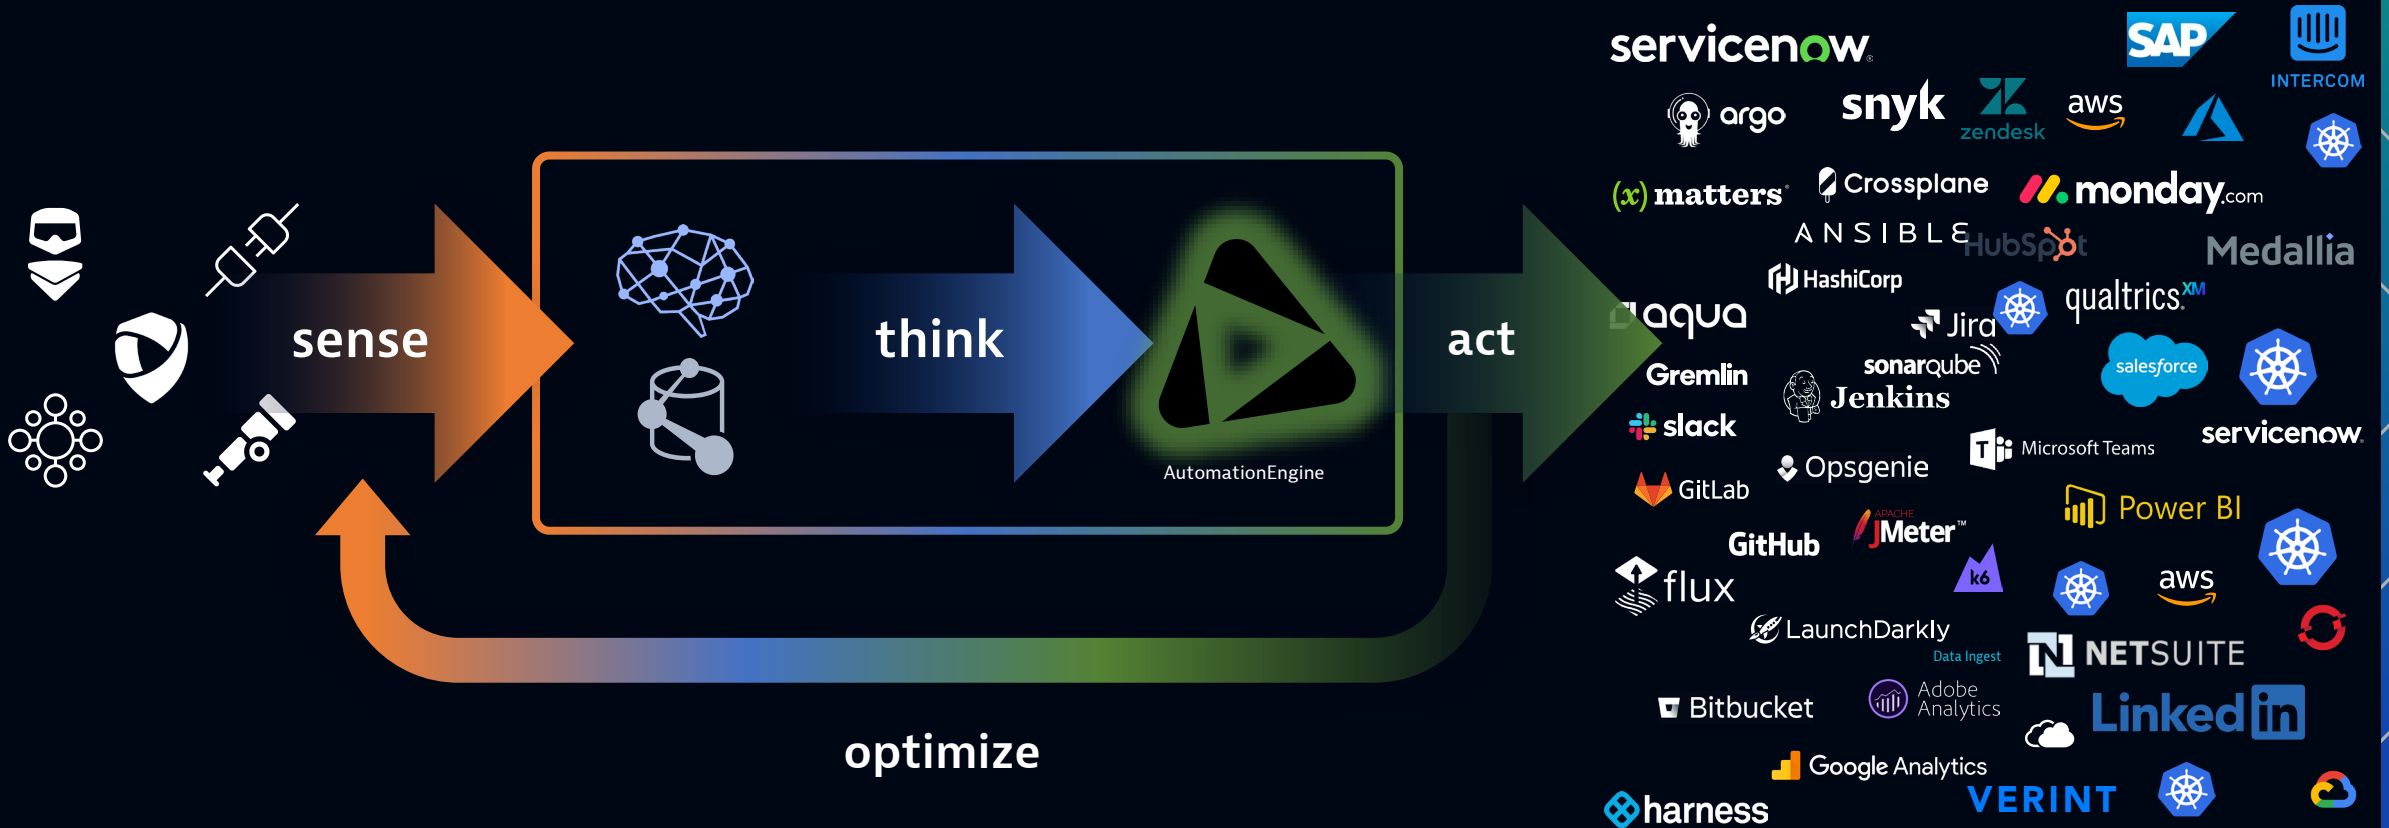 sense
think
AutomationEngine
act
optimize
servicenow
SAP
INTERCOM
argo
snyk
zendesk
aws
(x) matters
Crossplane
monday.com
ANSIBLE
HubSpot
Medallia
HashiCorp
qualtrics.XM
aqua
Jira
sonarqube
salesforce
Gremlin
Jenkins
slack
Microsoft Teams
servicenow.
Opsgenie
GitLab
Power BI
APACHE
JMeter™
GitHub
k6
flux
aws
LaunchDarkly
Data Ingest
NETSUITE
Bitbucket
Adobe
Analytics
Linkedin
Google Analytics
VERINT
harness